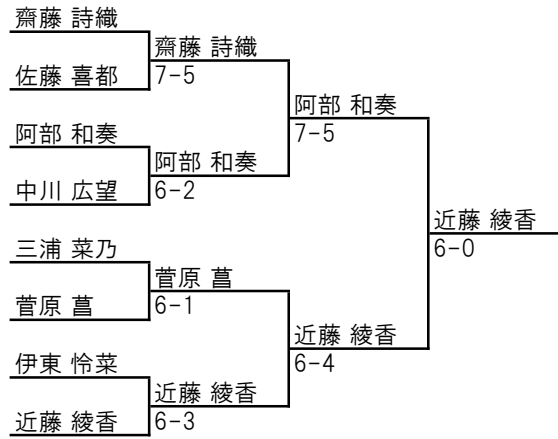 齋藤 詩織
佐藤 喜都
阿部 和奏
中川 広望
三浦 菜乃
菅原 菖
伊東 怜菜
近藤 綾香
齋藤 詩織
7-5
阿部 和奏
6-2
菅原 菖
6-1
近藤 綾香
6-3
阿部 和奏
7-5
近藤 綾香
6-4
近藤 綾香
6-0